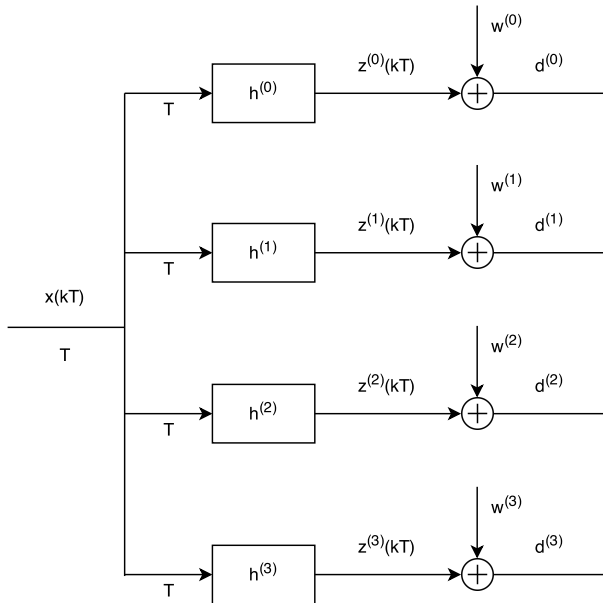 w⁽⁰⁾
z⁽⁰⁾(kT) d⁽⁰⁾
h⁽⁰⁾
T
w⁽¹⁾
z⁽¹⁾(kT) d⁽¹⁾
h⁽¹⁾
T
x(kT)
T
w⁽²⁾
z⁽²⁾(kT) d⁽²⁾
h⁽²⁾
T
w⁽³⁾
z⁽³⁾(kT) d⁽³⁾
h⁽³⁾
T